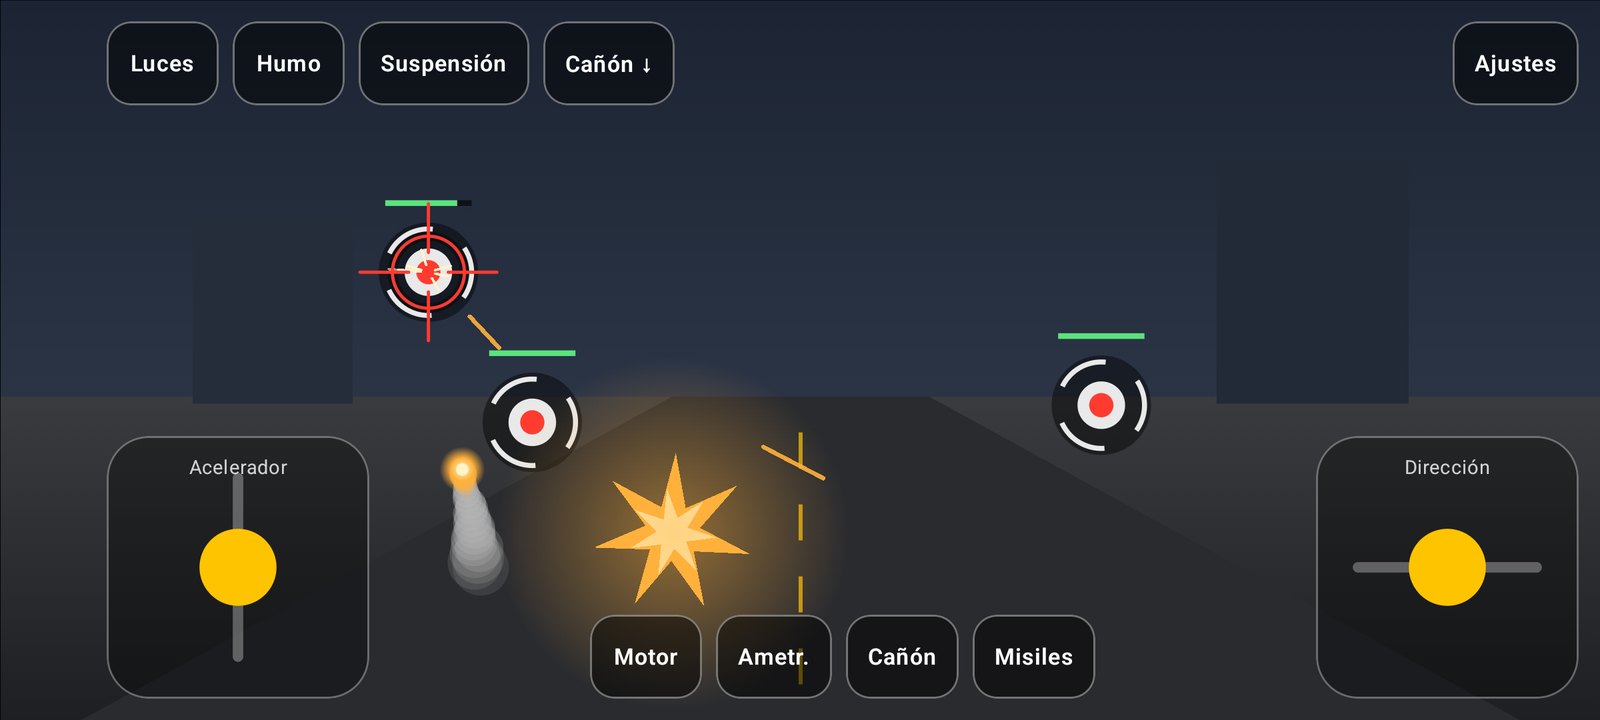 Luces
Humo
Suspensión
Cañón ↓
Ajustes
Acelerador
Dirección
Motor
Ametr.
Cañón
Misiles